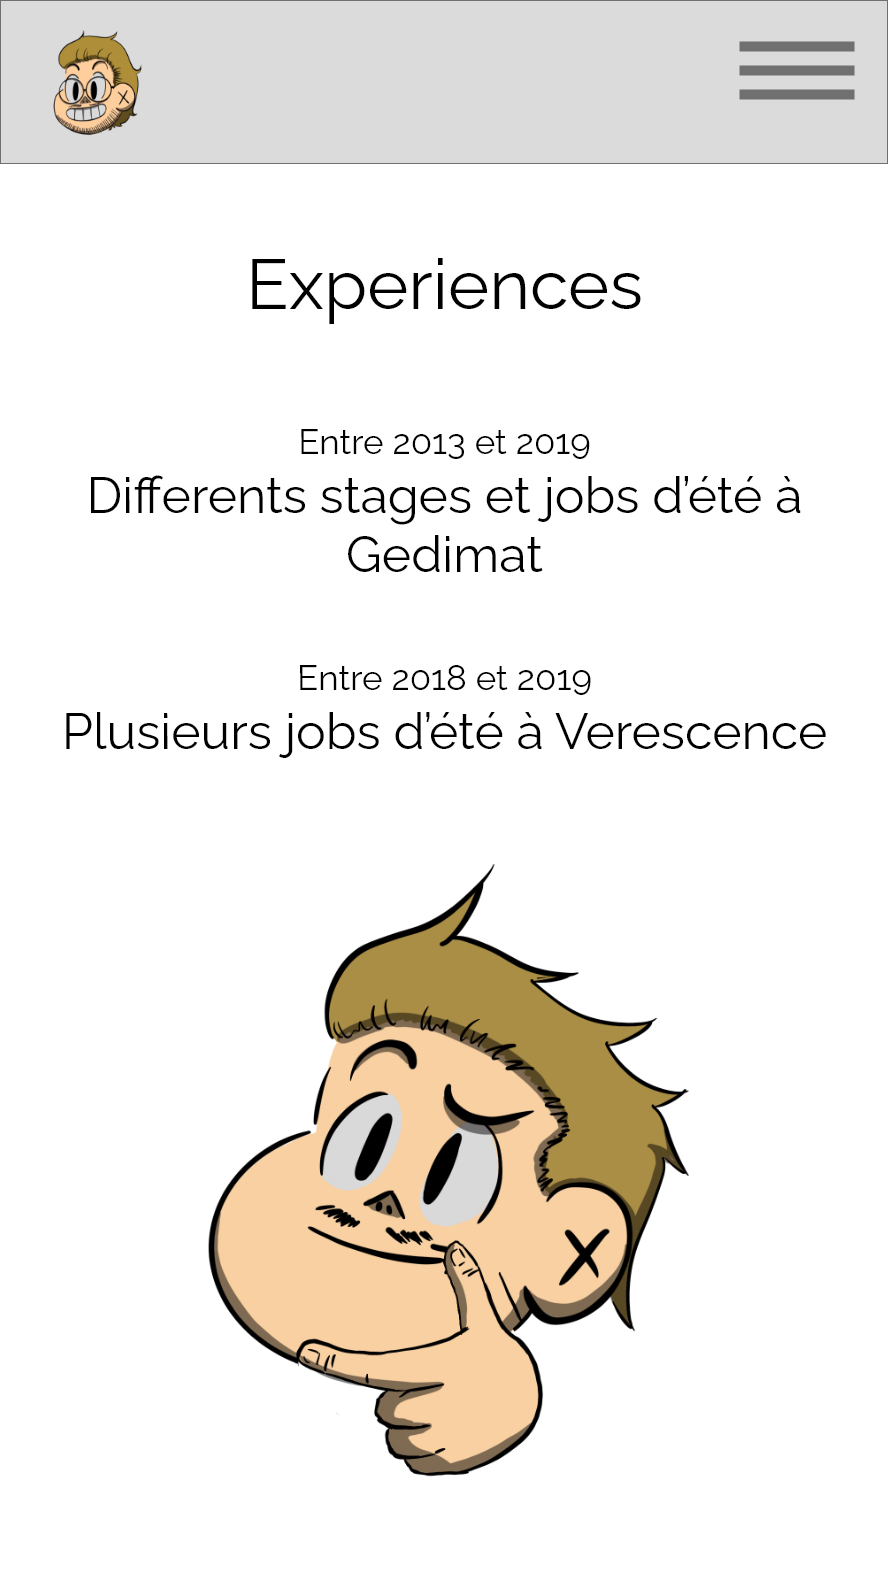 Experiences
Entre 2013 et 2019
Differents stages et jobs d’été à
Gedimat
Entre 2018 et 2019
Plusieurs jobs d’été à Verescence